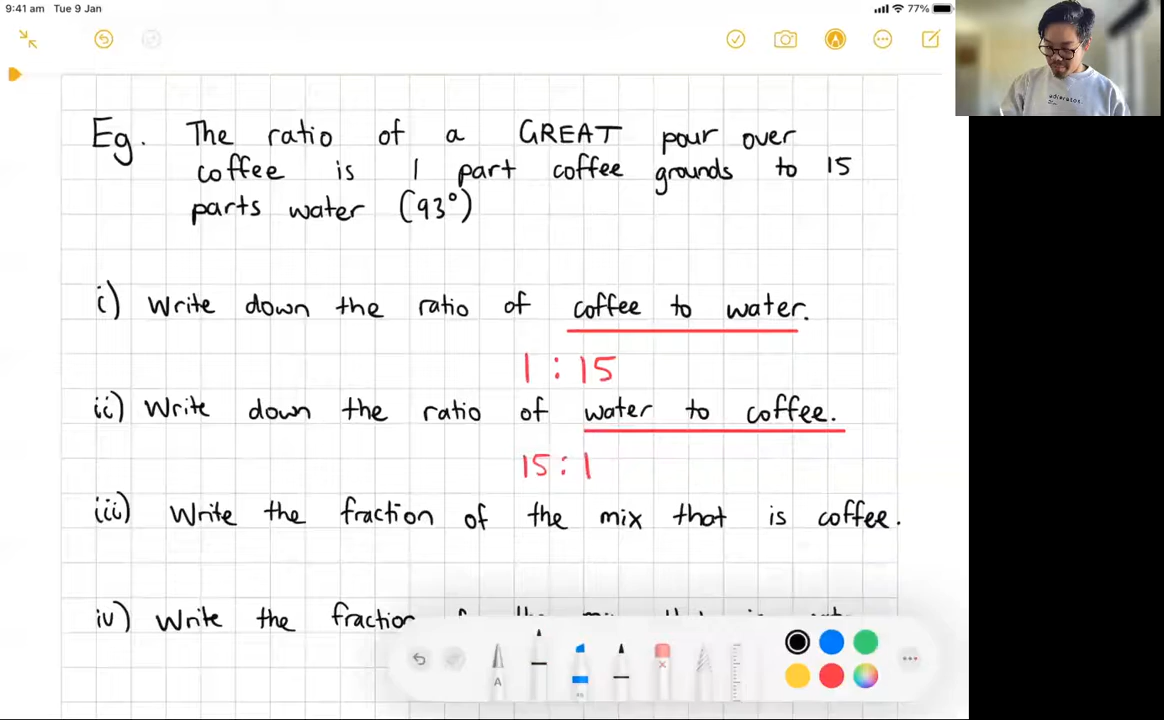 9:41 am Tue 9 Jan 77%
Eg. The ratio of a GREAT pour over
coffee is 1 part coffee grounds to 15
parts water (93°)
i) Write down the ratio of coffee to water.
1 : 15
ii) Write down the ratio of water to coffee.
15 : 1
iii) Write the fraction of the mix that is coffee.
iv) Write the fraction
A